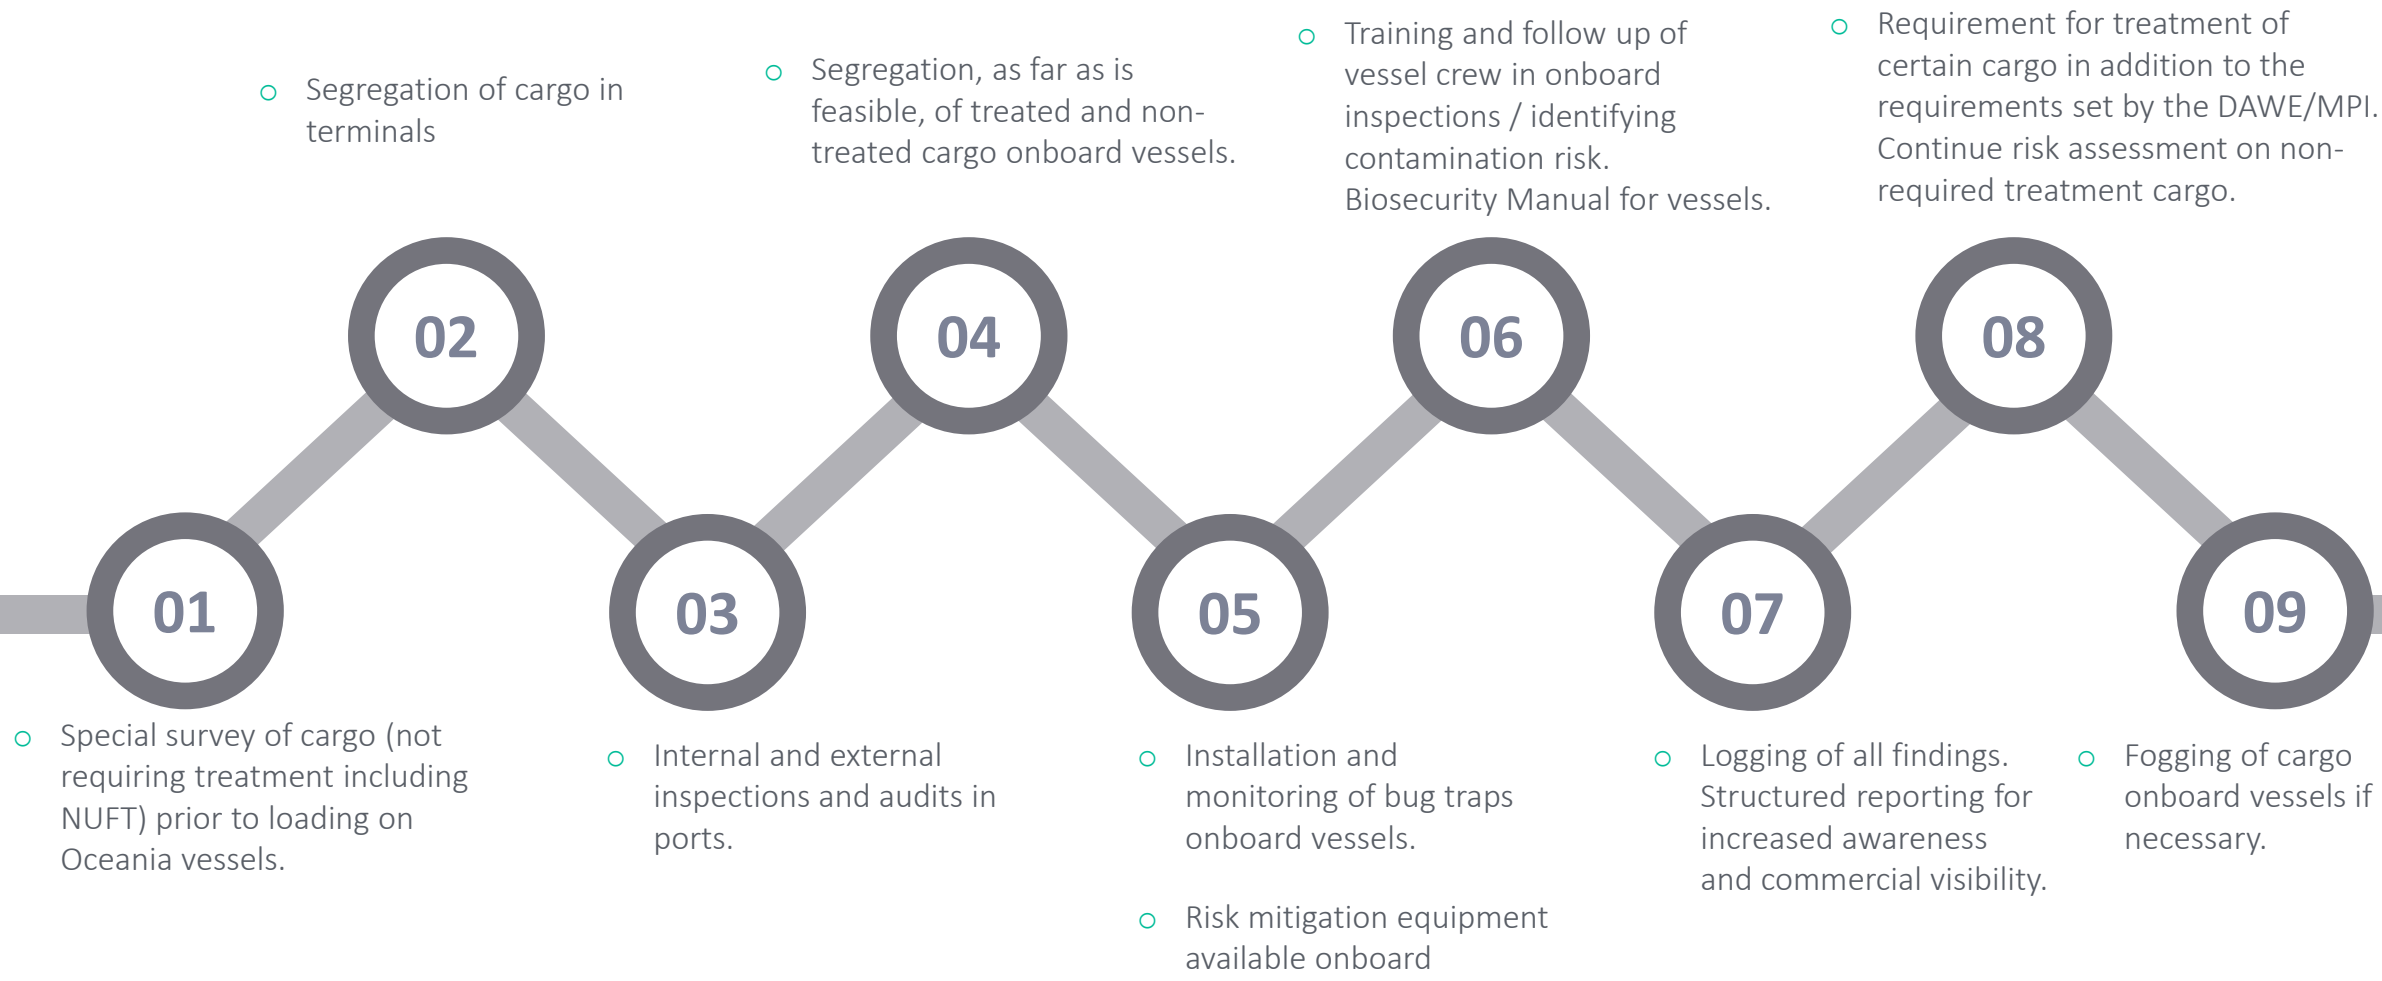 01
Special survey of cargo (not
requiring treatment including
NUFT) prior to loading on
Oceania vessels.
02
Segregation of cargo in
terminals
03
Internal and external
inspections and audits in
ports.
04
Segregation, as far as is
feasible, of treated and non-
treated cargo onboard vessels.
05
Installation and
monitoring of bug traps
onboard vessels.
Risk mitigation equipment
available onboard
06
Training and follow up of
vessel crew in onboard
inspections / identifying
contamination risk.
Biosecurity Manual for vessels.
07
Logging of all findings.
Structured reporting for
increased awareness
and commercial visibility.
08
Requirement for treatment of
certain cargo in addition to the
requirements set by the DAWE/MPI.
Continue risk assessment on non-
required treatment cargo.
09
Fogging of cargo
onboard vessels if
necessary.